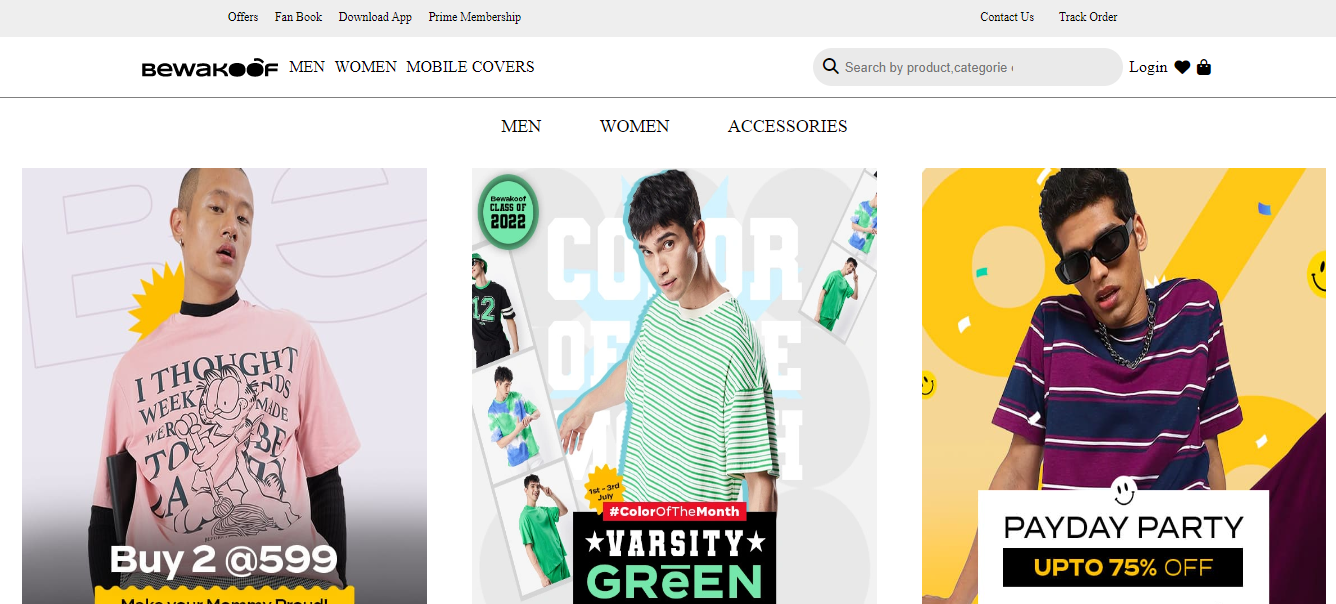 Offers Fan Book Download App Prime Membership Contact Us Track Order
BEWAKOOF MEN WOMEN MOBILE COVERS Search by product,categorie Login
MEN WOMEN ACCESSORIES
I THOUGHT
WEEKENDS
WERE MADE
TO BE
Buy 2 @599
Make your Mommy Proud!
Bewakoof
CLASS OF
2022
COLOR
OF THE
MONTH
12
1st - 3rd
July
#ColorOfTheMonth
VARSITY
GRēEN
PAYDAY PARTY
UPTO 75% OFF